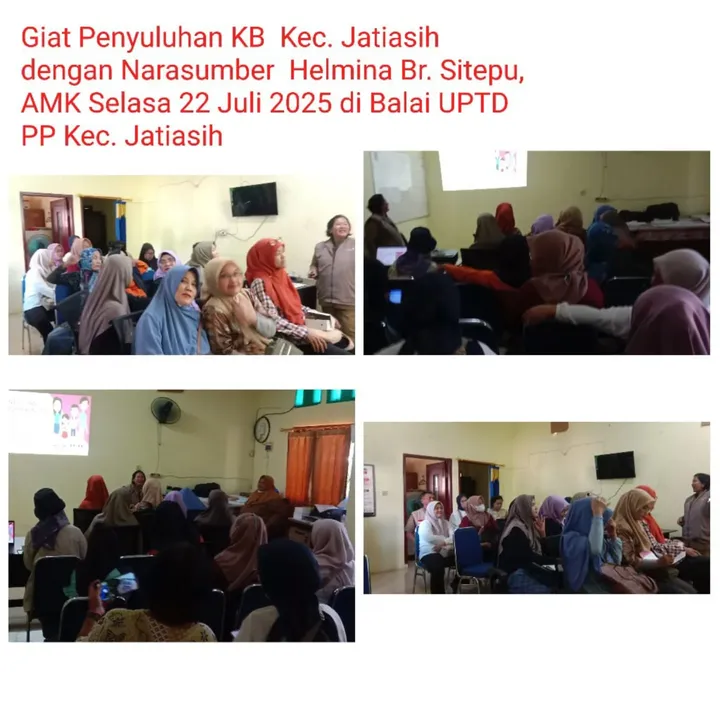 Giat Penyuluhan KB Kec. Jatiasih
dengan Narasumber Helmina Br. Sitepu,
AMK Selasa 22 Juli 2025 di Balai UPTD
PP Kec. Jatiasih